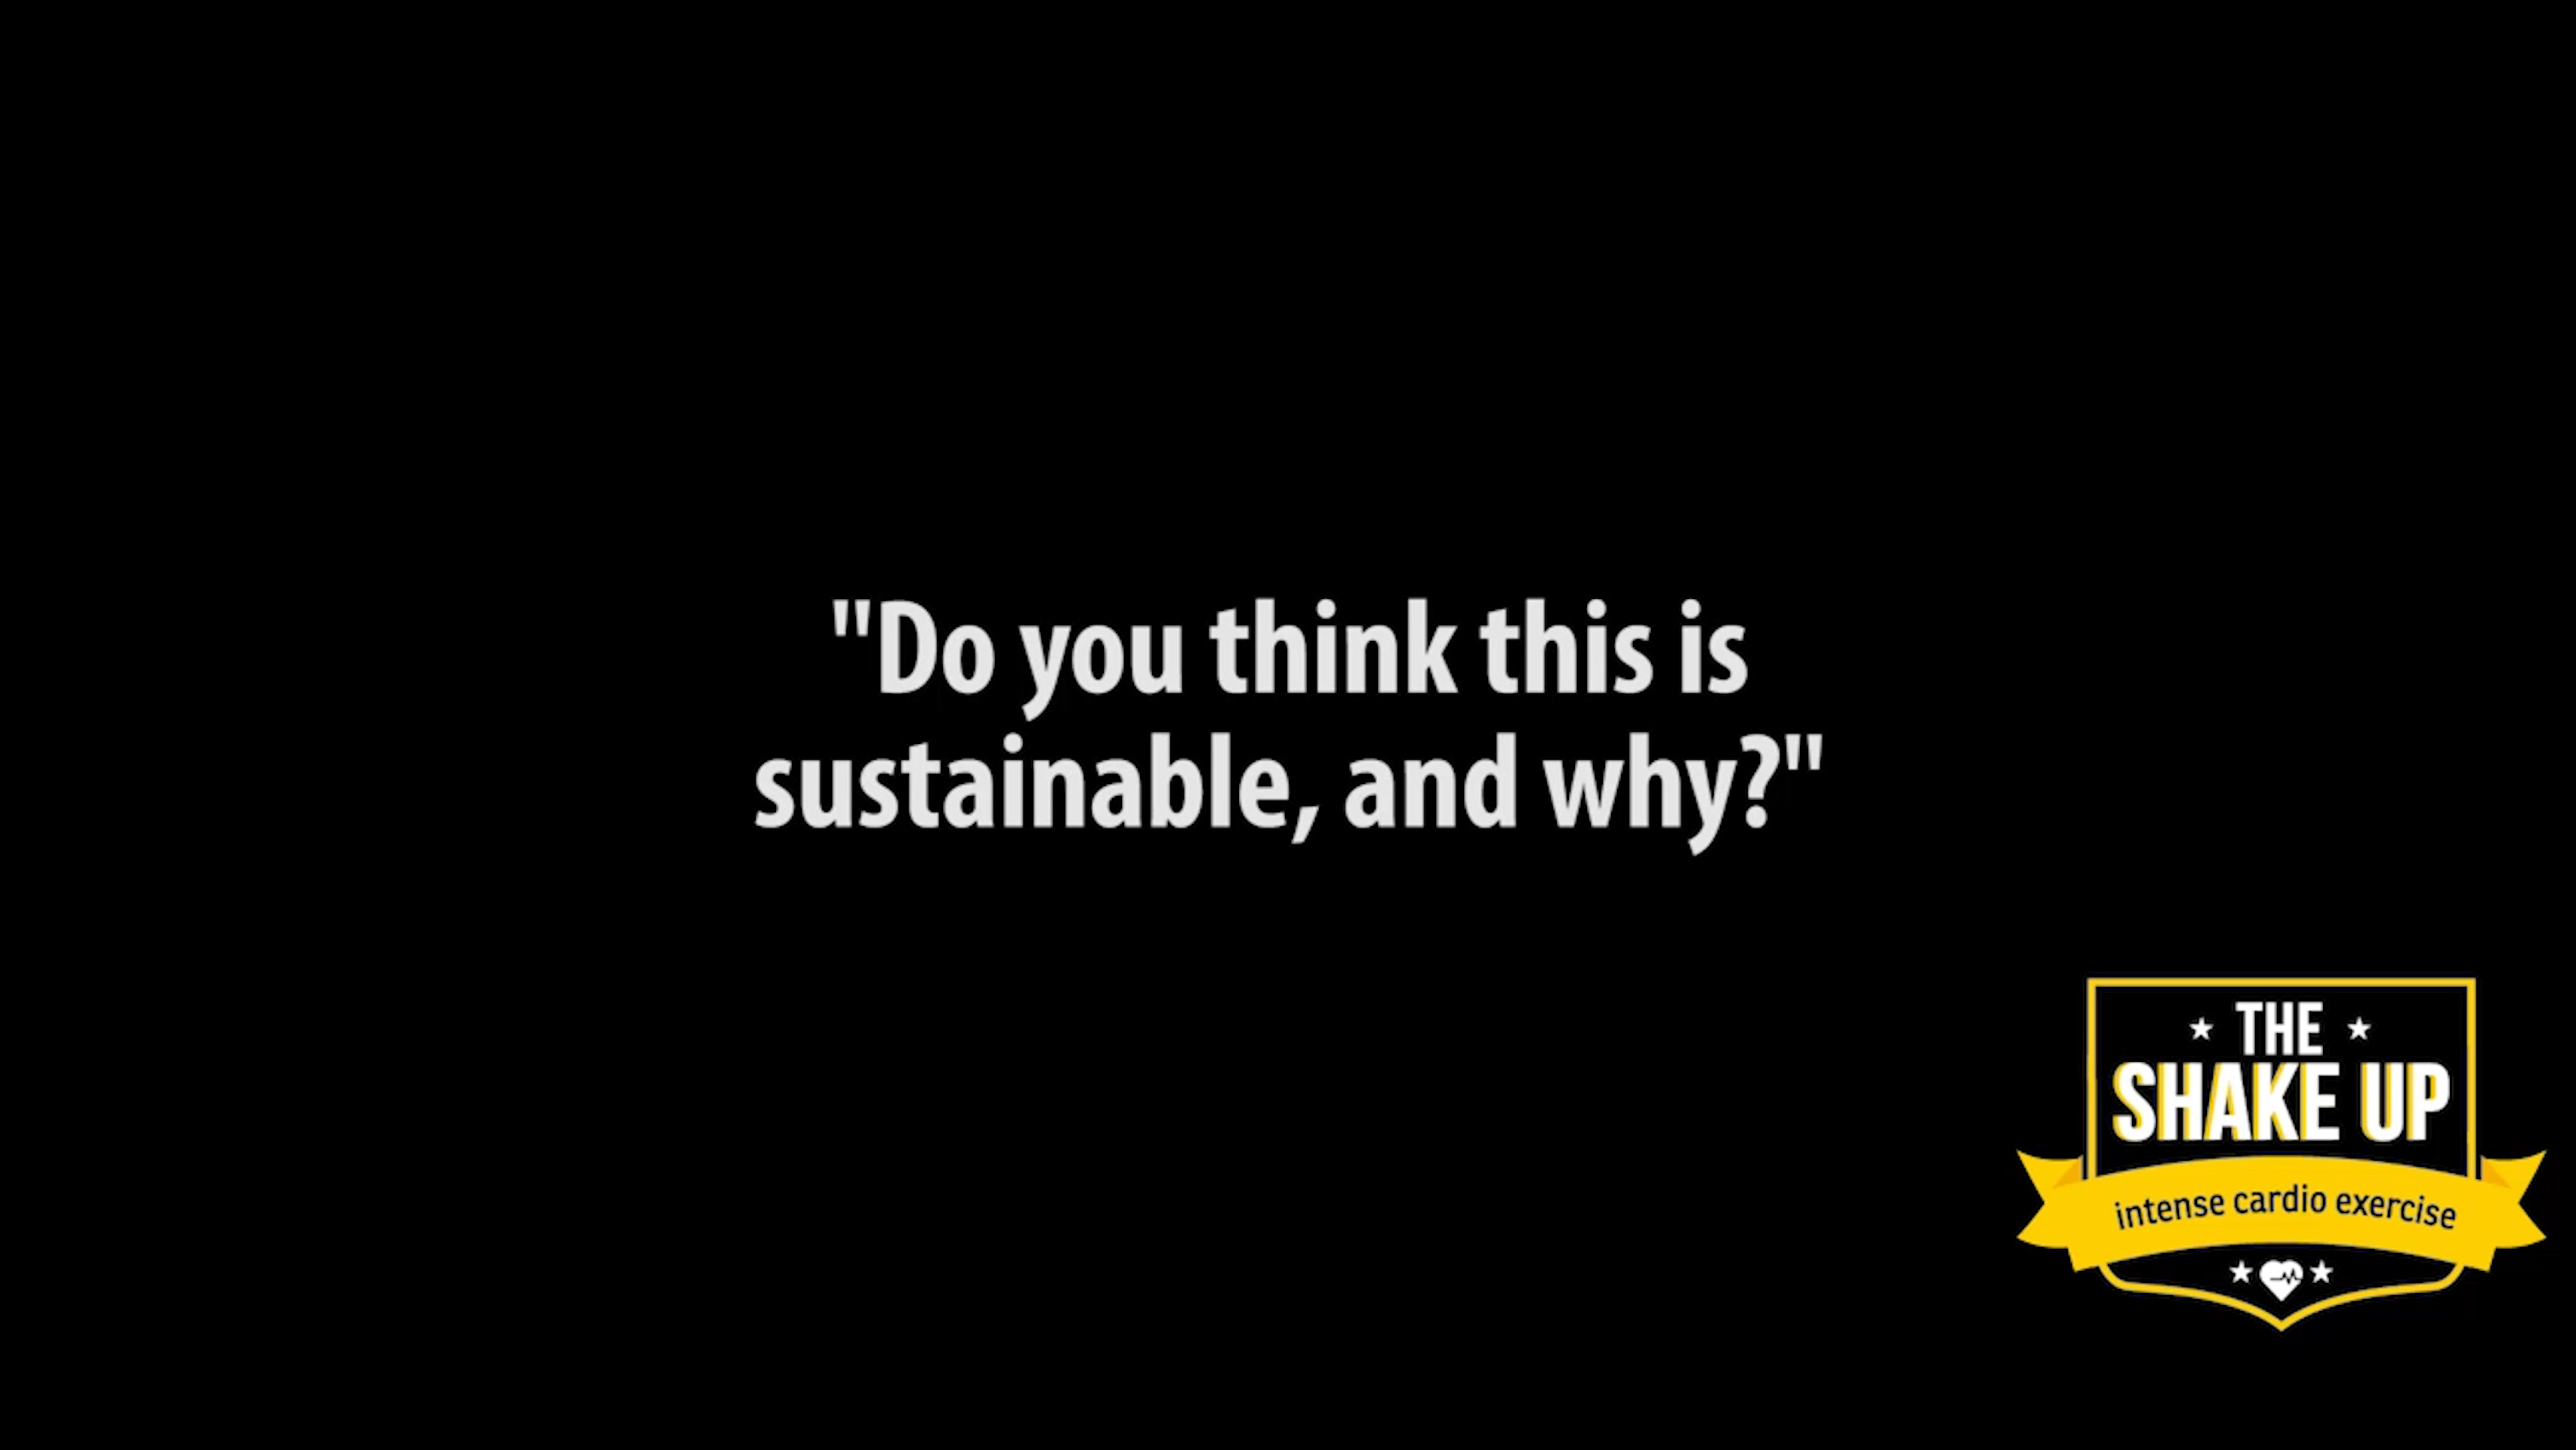 "Do you think this is
sustainable, and why?"
THE
SHAKE UP
intense cardio exercise